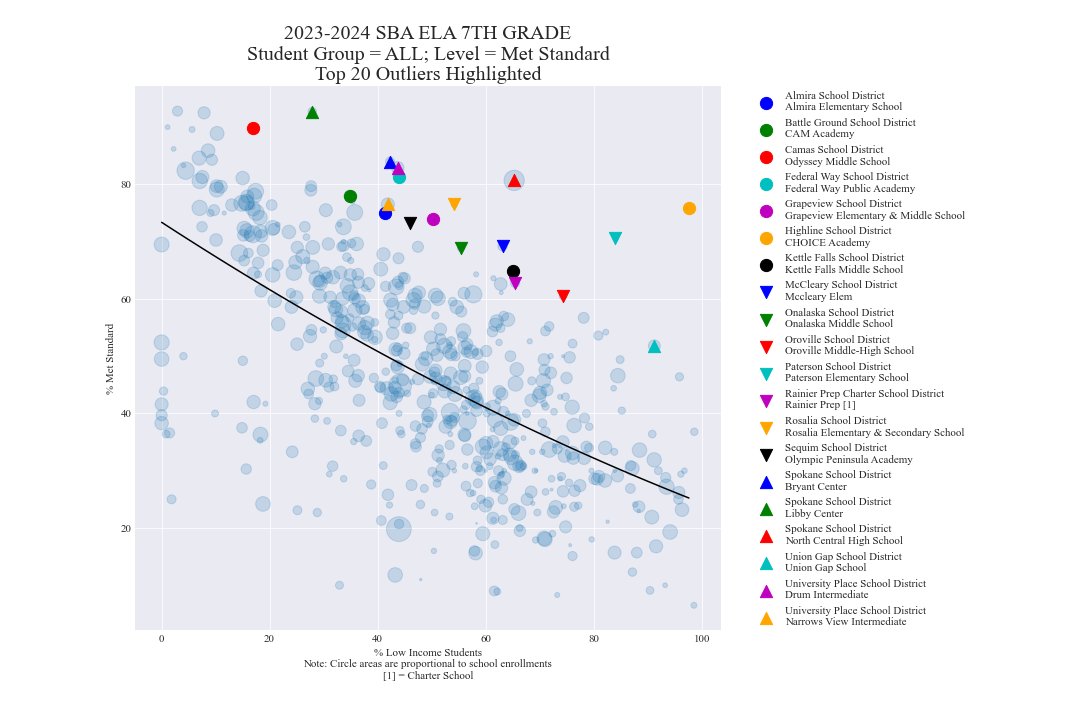 2023-2024 SBA ELA 7TH GRADE
Student Group = ALL; Level = Met Standard
Top 20 Outliers Highlighted
% Met Standard
80
60
40
20
0
20
40
60
80
100
% Low Income Students
Note: Circle areas are proportional to school enrollments
[1] = Charter School
Almira School District
Almira Elementary School
Battle Ground School District
CAM Academy
Camas School District
Odyssey Middle School
Federal Way School District
Federal Way Public Academy
Grapeview School District
Grapeview Elementary & Middle School
Highline School District
CHOICE Academy
Kettle Falls School District
Kettle Falls Middle School
McCleary School District
Mccleary Elem
Onalaska School District
Onalaska Middle School
Oroville School District
Oroville Middle-High School
Paterson School District
Paterson Elementary School
Rainier Prep Charter School District
Rainier Prep [1]
Rosalia School District
Rosalia Elementary & Secondary School
Sequim School District
Olympic Peninsula Academy
Spokane School District
Bryant Center
Spokane School District
Libby Center
Spokane School District
North Central High School
Union Gap School District
Union Gap School
University Place School District
Drum Intermediate
University Place School District
Narrows View Intermediate